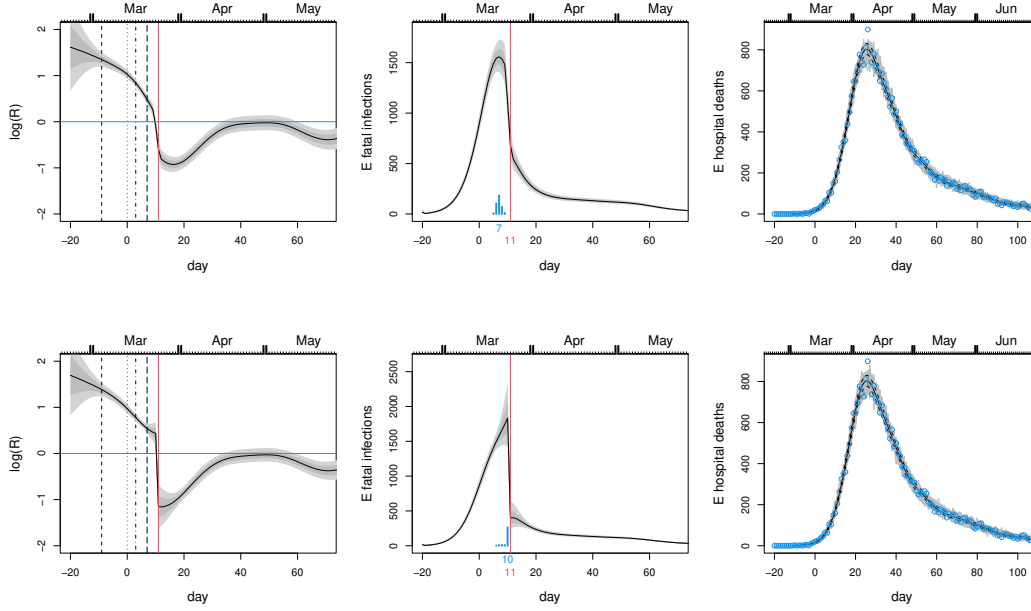 Mar Apr May
log(R)
2
1
0
−1
−2
−20 0 20 40 60
day
Mar Apr May
E fatal infections
1500
1000
500
0
7
11
−20 0 20 40 60
day
Mar Apr May Jun
E hospital deaths
800
600
400
200
0
−20 0 20 40 60 80 100
day
Mar Apr May
log(R)
2
1
0
−1
−2
−20 0 20 40 60
day
Mar Apr May
E fatal infections
2500
2000
1500
1000
500
0
10
11
−20 0 20 40 60
day
Mar Apr May Jun
E hospital deaths
800
600
400
200
0
−20 0 20 40 60 80 100
day